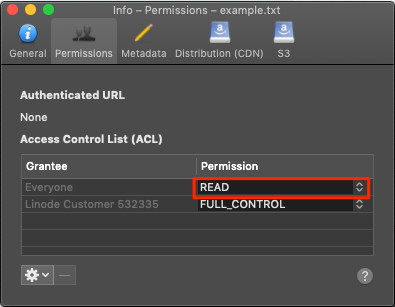 Info – Permissions – example.txt
General Permissions Metadata Distribution (CDN) S3
Authenticated URL
None
Access Control List (ACL)
Grantee Permission
Everyone READ
Linode Customer 532335 FULL_CONTROL
?